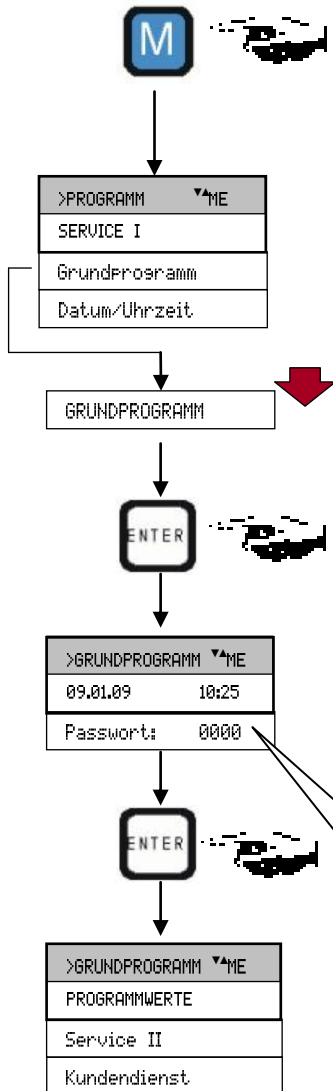 M
>PROGRAMM ▼▲ME
SERVICE I
Grundprogramm
Datum/Uhrzeit
GRUNDPROGRAMM
ENTER
>GRUNDPROGRAMM ▼▲ME
09.01.09 10:25
Passwort: 0000
ENTER
>GRUNDPROGRAMM ▼▲ME
PROGRAMMWERTE
Service II
Kundendienst